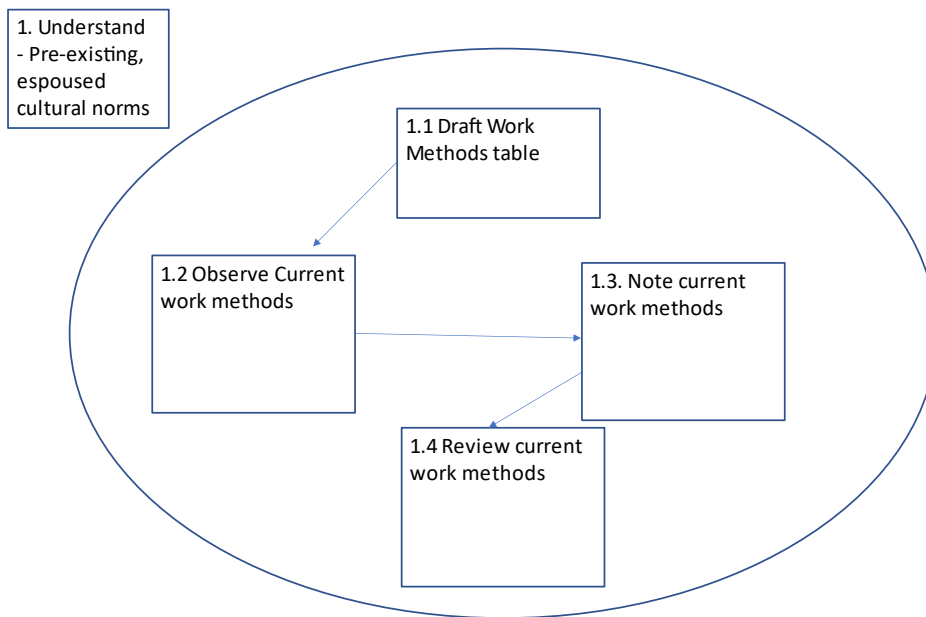 1. Understand
- Pre-existing,
espoused
cultural norms
1.1 Draft Work
Methods table
1.2 Observe Current
work methods
1.3. Note current
work methods
1.4 Review current
work methods